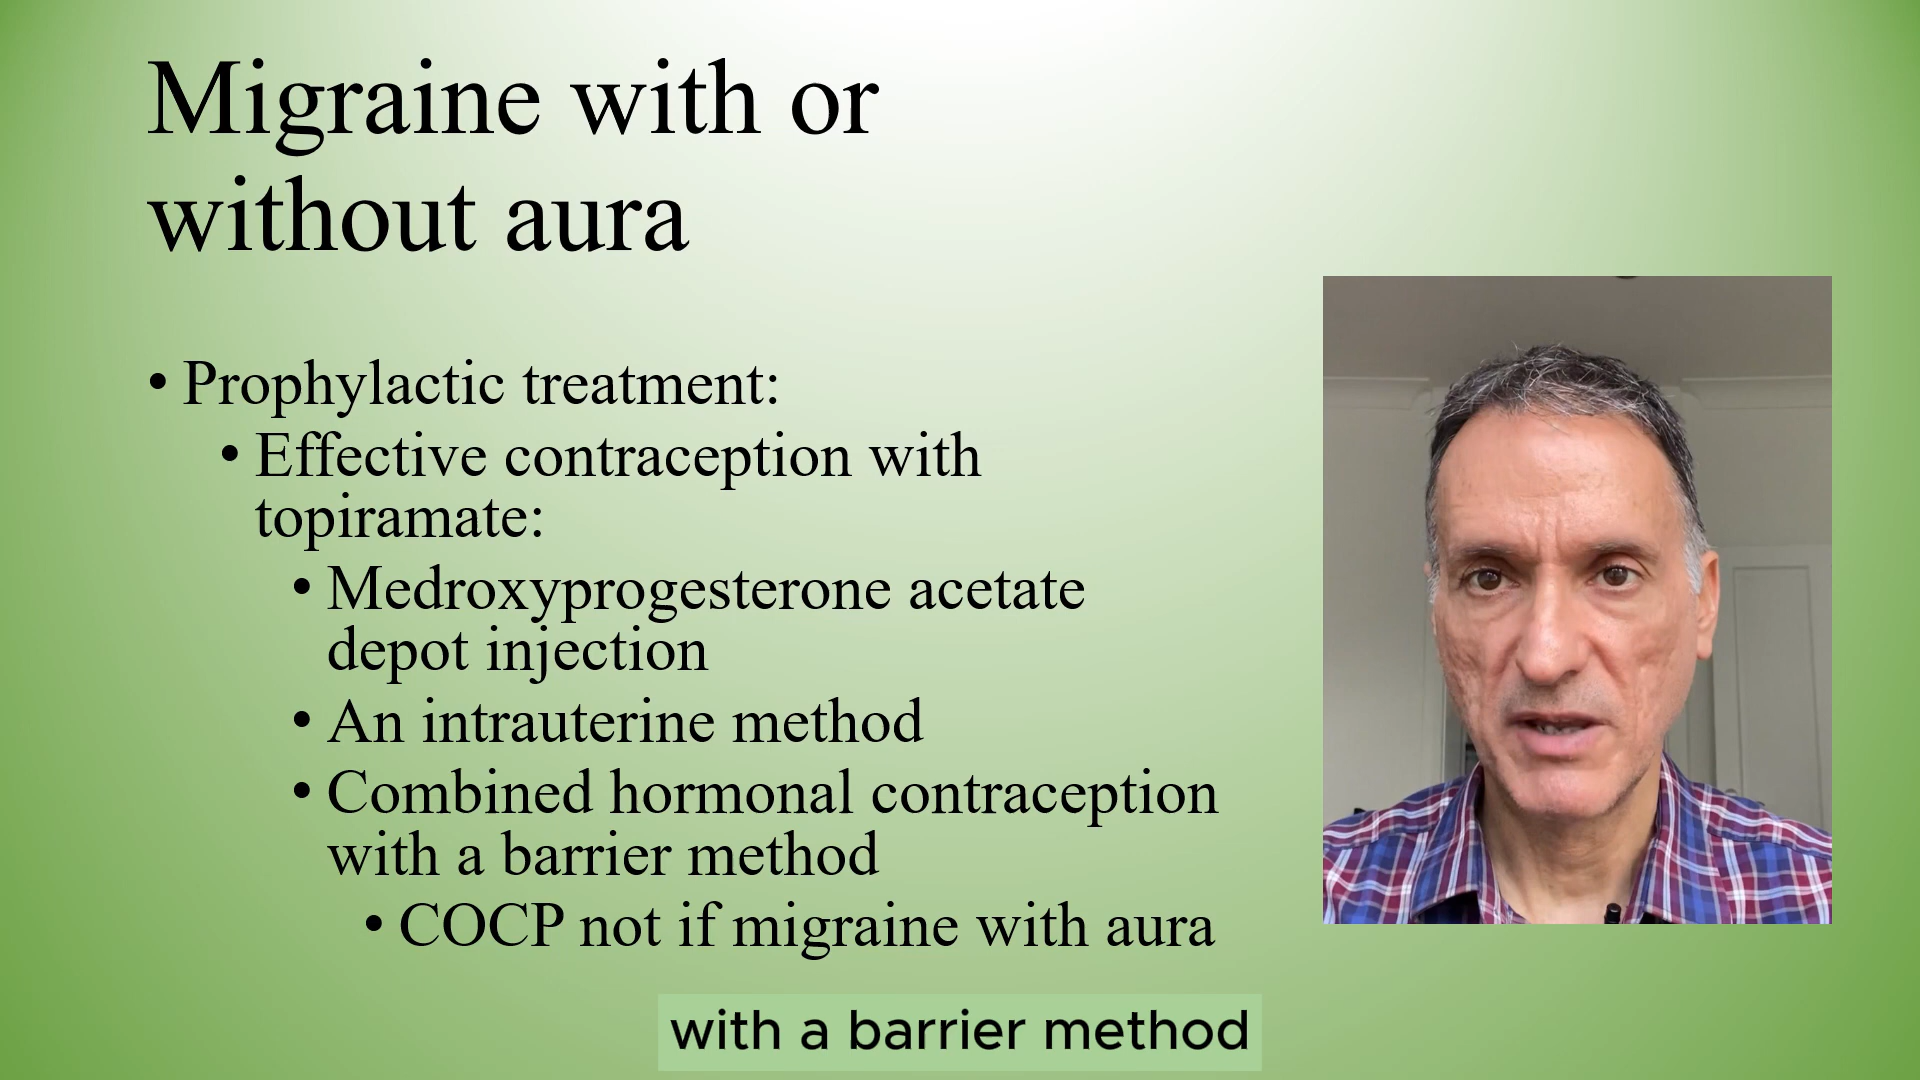 Migraine with or
without aura
• Prophylactic treatment:
• Effective contraception with
topiramate:
• Medroxyprogesterone acetate
depot injection
• An intrauterine method
• Combined hormonal contraception
with a barrier method
• COCP not if migraine with aura
with a barrier method